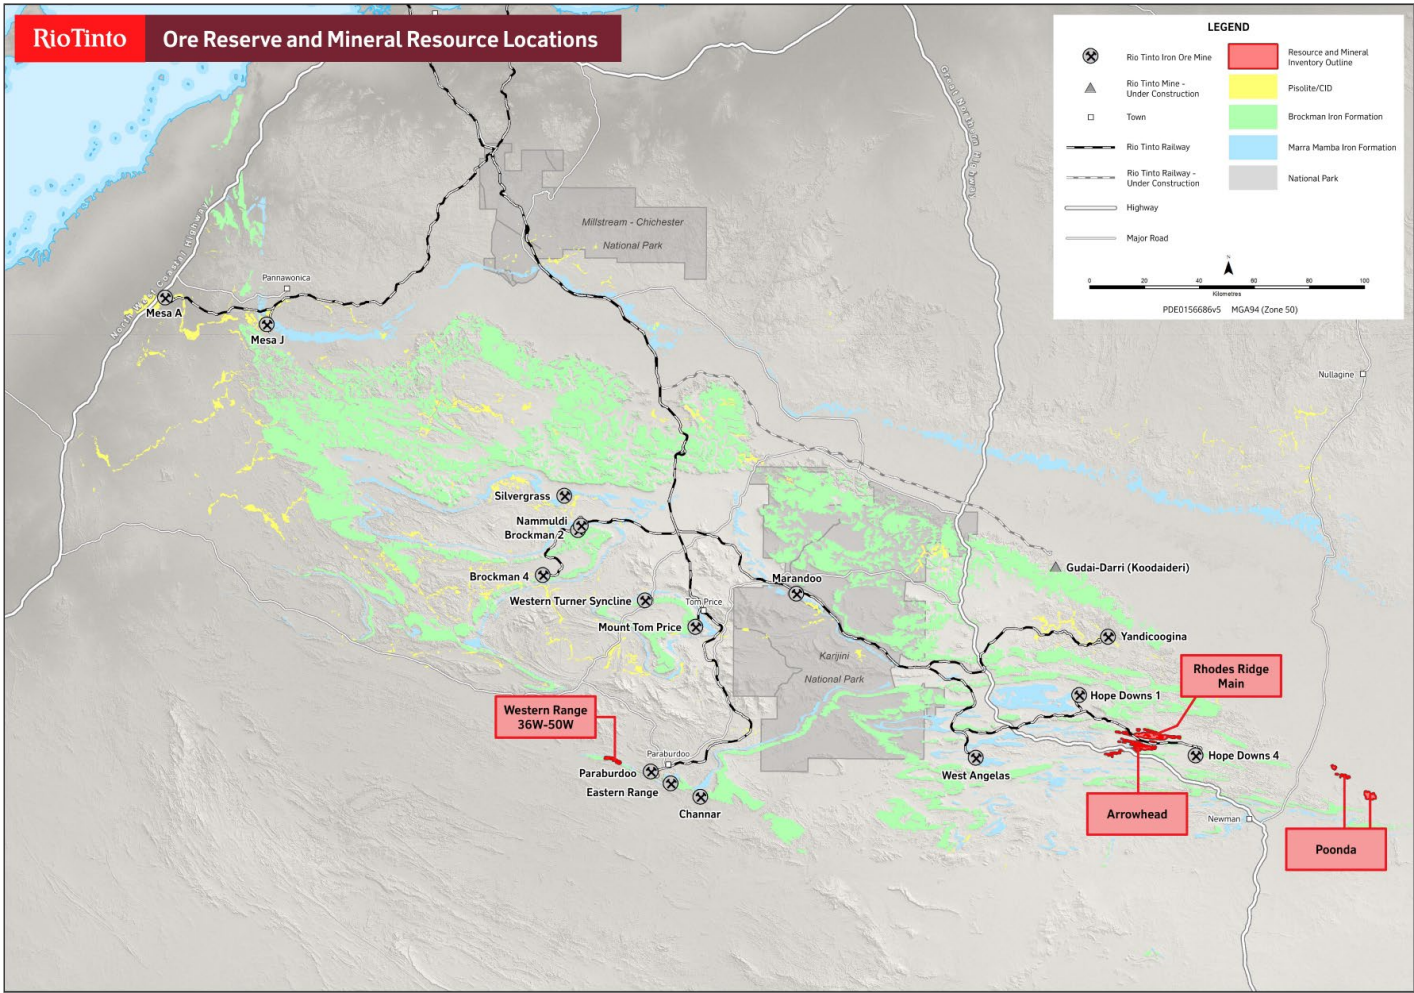 RioTinto
Ore Reserve and Mineral Resource Locations
LEGEND
Rio Tinto Iron Ore Mine
Rio Tinto Mine -
Under Construction
Town
Rio Tinto Railway
Rio Tinto Railway -
Under Construction
Highway
Major Road
Resource and Mineral
Inventory Outline
Pisolite/CID
Brockman Iron Formation
Marra Mamba Iron Formation
National Park
N
0 20 40 60 80 100
Kilometres
PDE0156686v5 MGA94 (Zone 50)
Great Northern Highway
North West Coastal Highway
Millstream - Chichester
National Park
Pannawonica
Mesa A
Mesa J
Nullagine
Silvergrass
Nammuldi
Brockman 2
Brockman 4
Western Turner Syncline
Tom Price
Mount Tom Price
Marandoo
Gudai-Darri (Koodaideri)
Yandicoogina
Karijini
National Park
Rhodes Ridge
Main
Hope Downs 1
Western Range
36W-50W
Paraburdoo
Paraburdoo
Eastern Range
Channar
West Angelas
Hope Downs 4
Arrowhead
Newman
Poonda